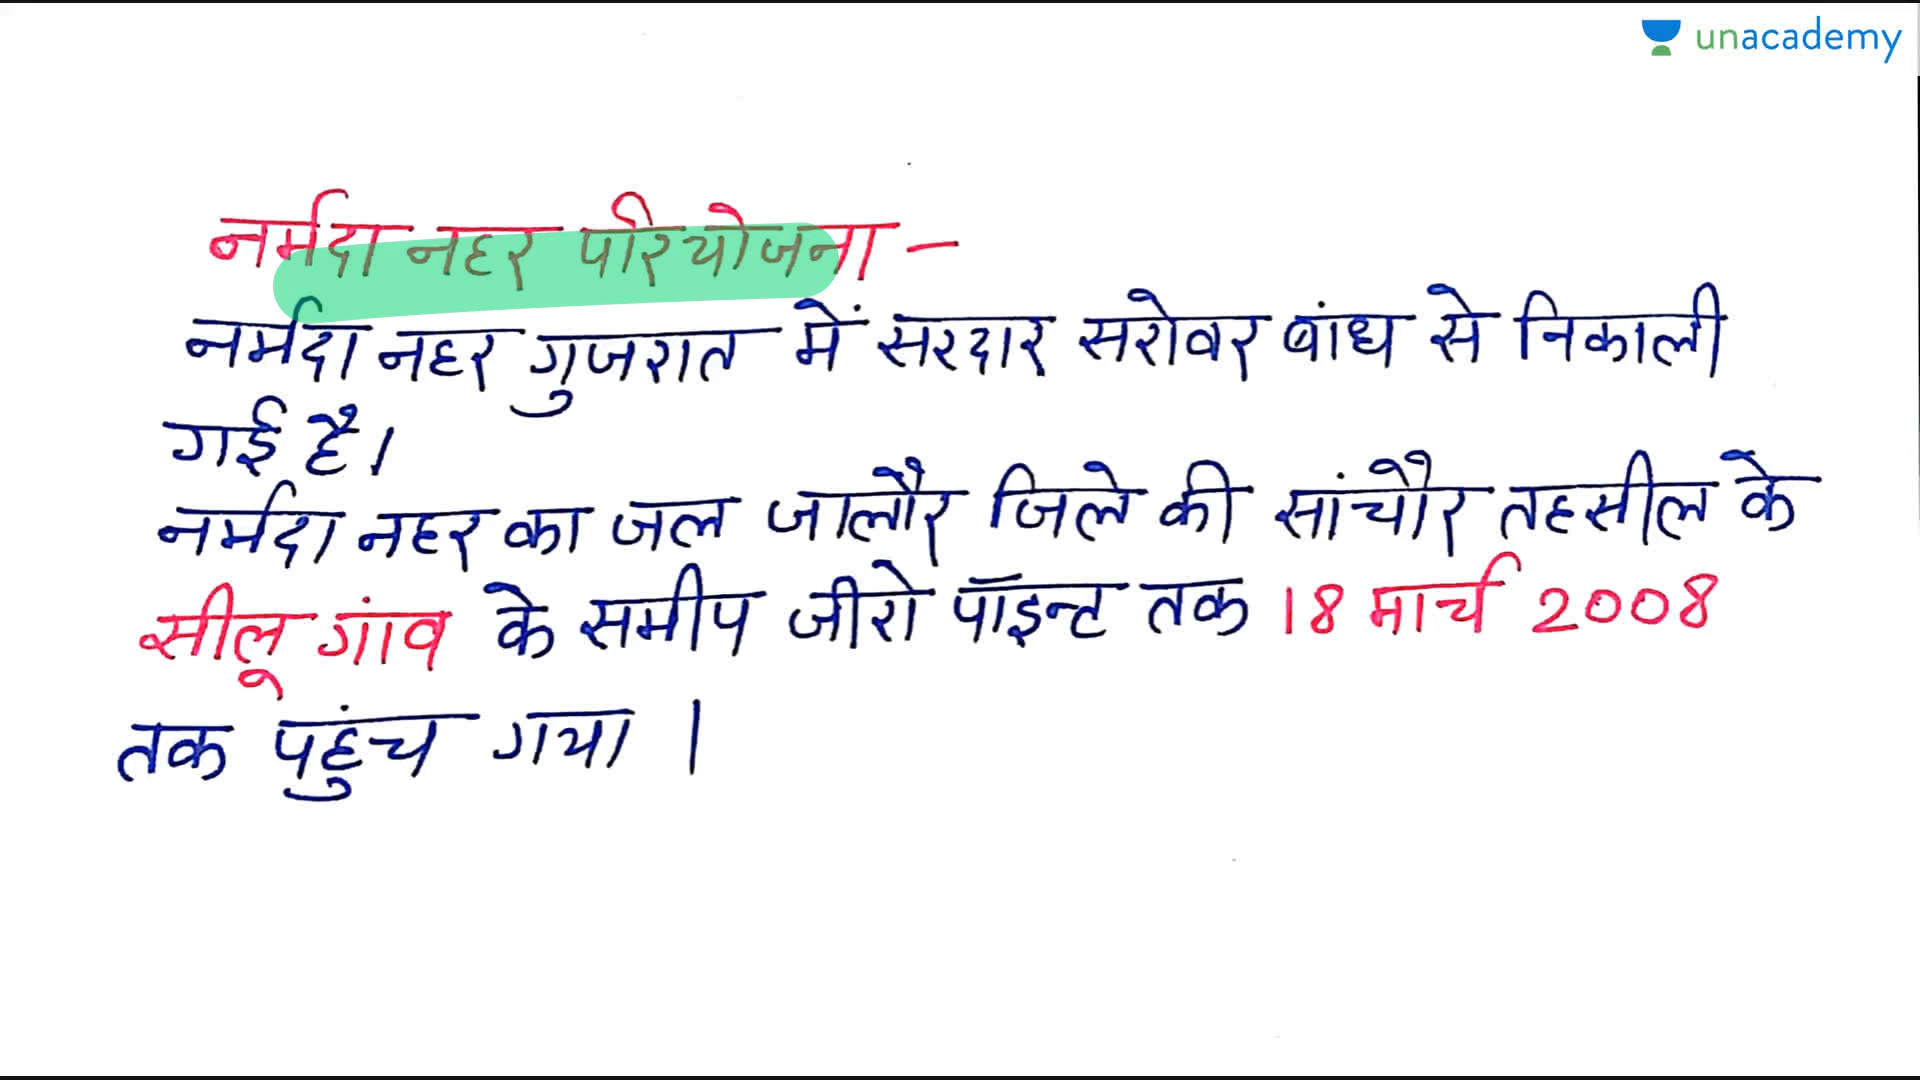 unacademy
नर्मदा नहर परियोजना -
नर्मदा नहर गुजरात में सरदार सरोवर बांध से निकाली
गई है।
नर्मदा नहर का जल जालौर जिले की सांचौर तहसील के
सीलू गांव के समीप जीरो पॉइन्ट तक 18 मार्च 2008
तक पहुंच गया ।